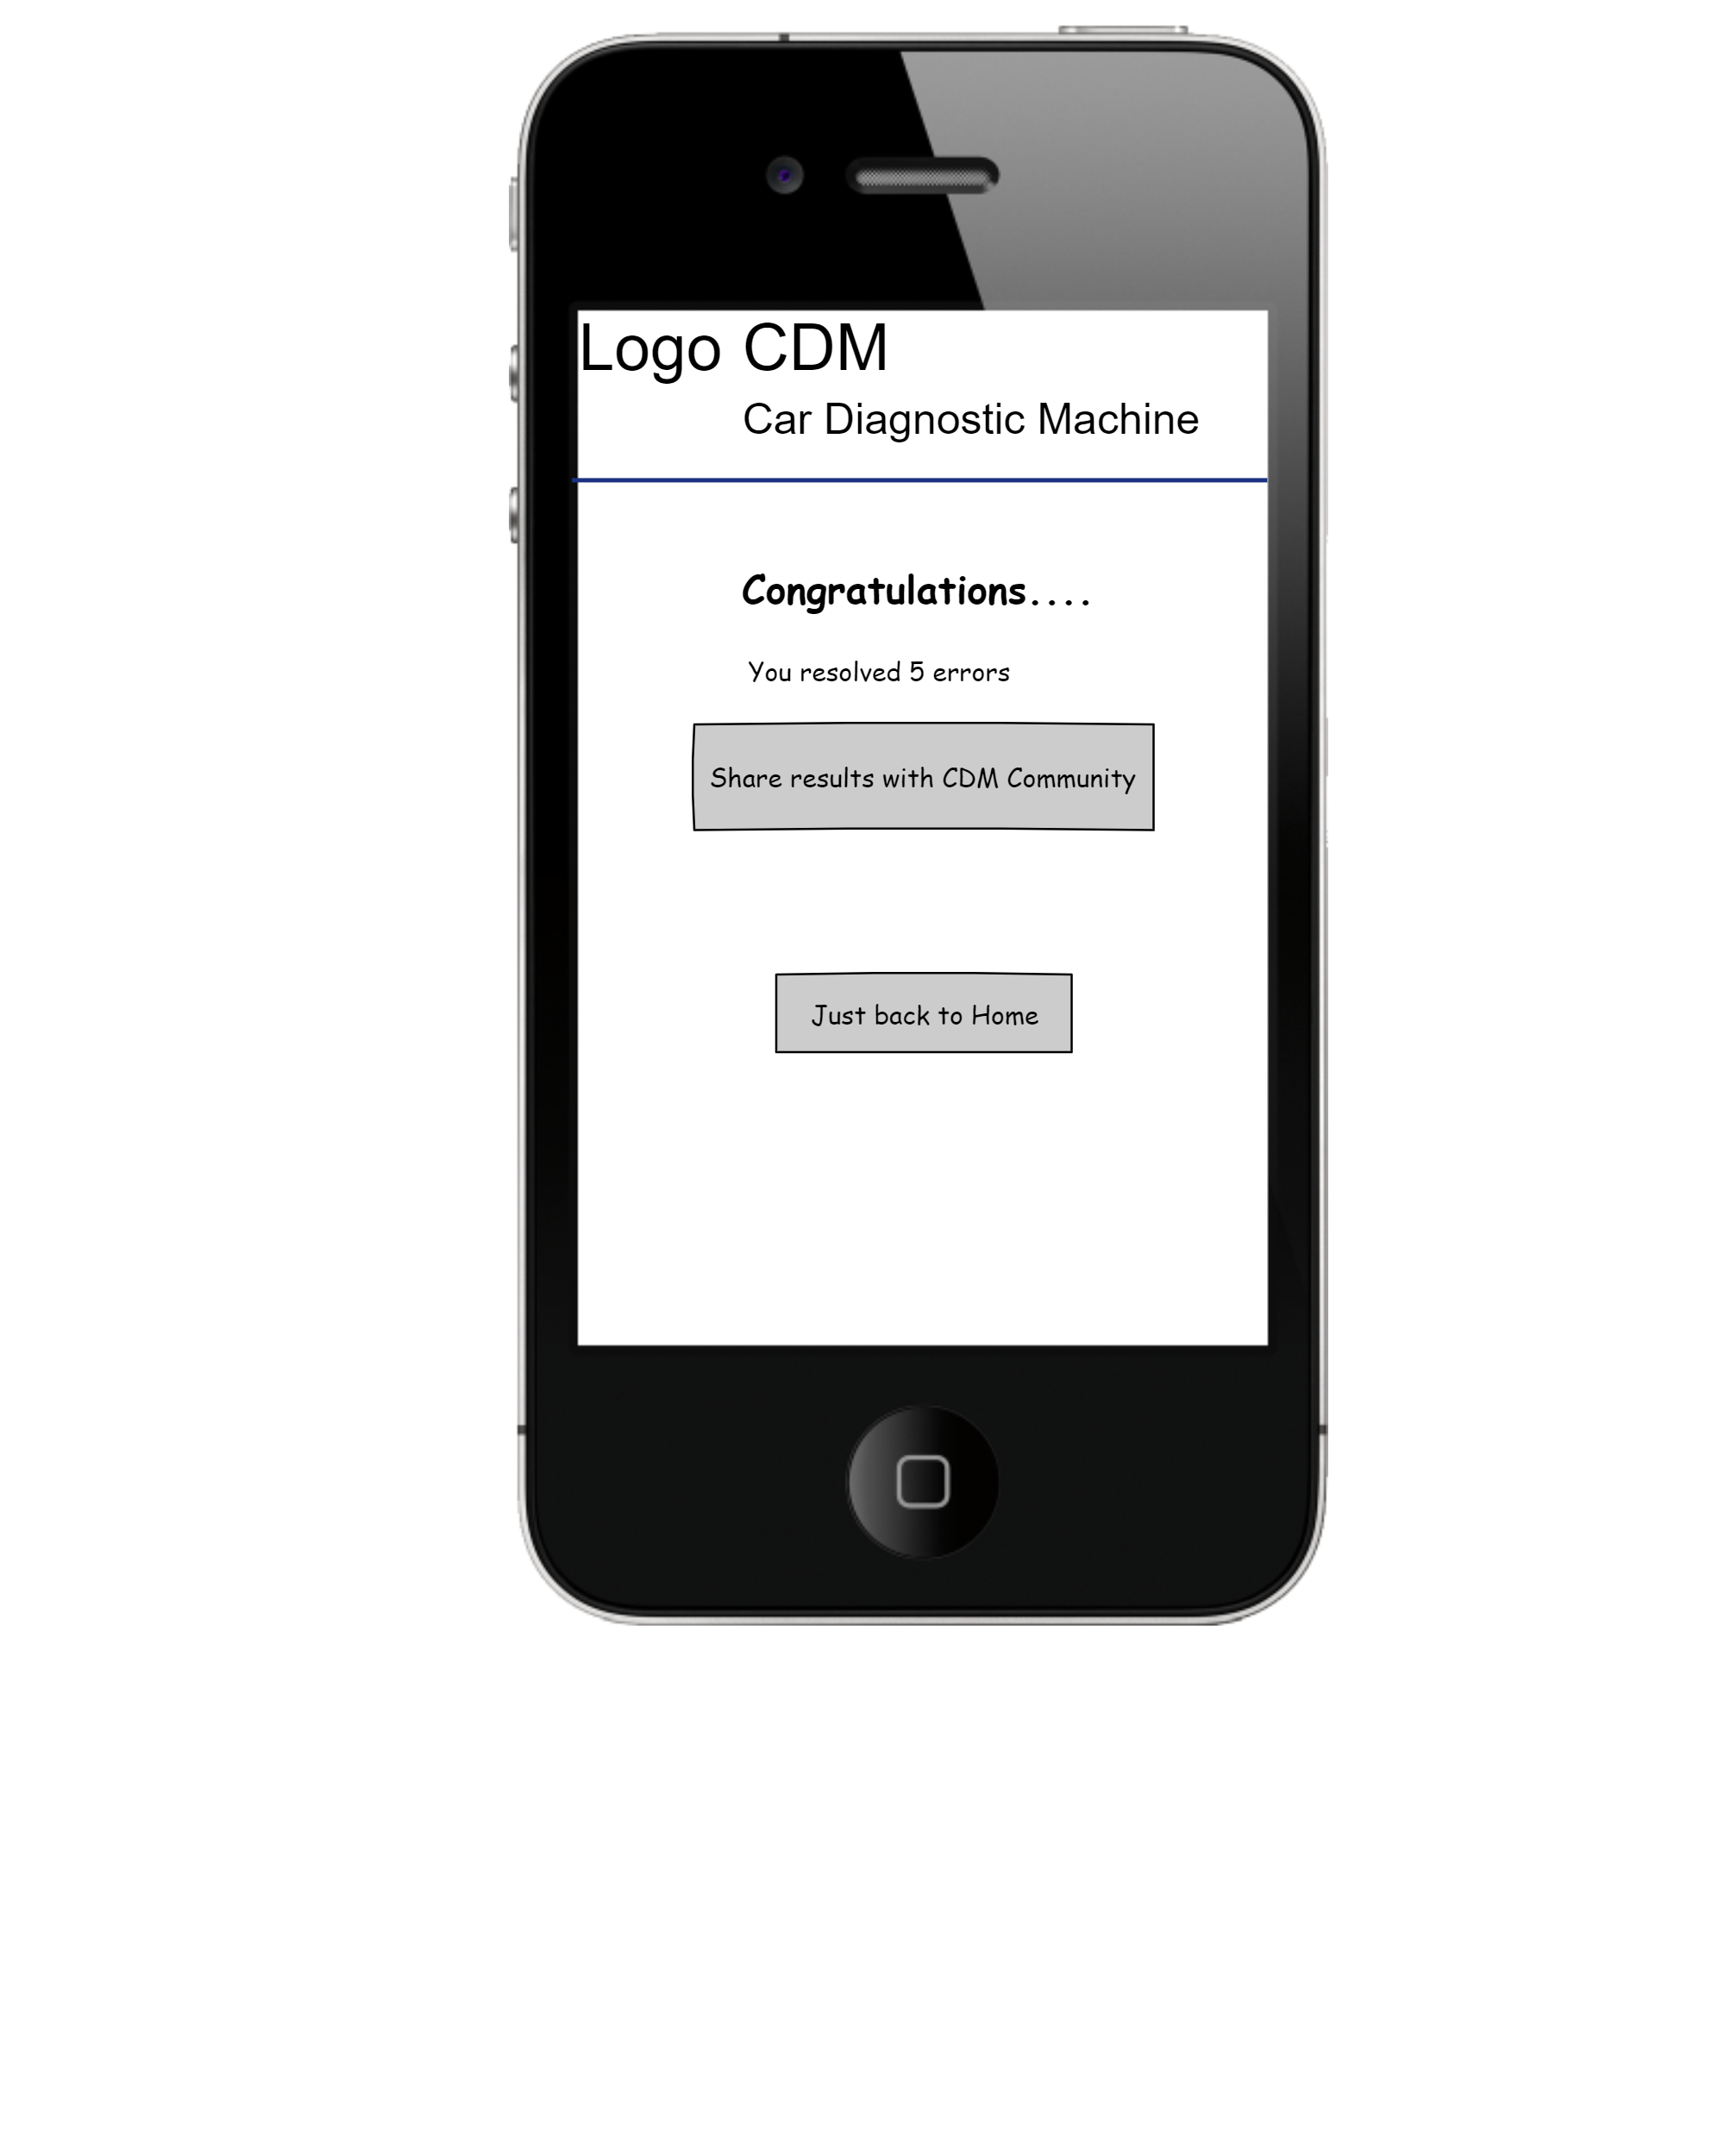 Logo CDM
Car Diagnostic Machine
Congratulations....
You resolved 5 errors
Share results with CDM Community
Just back to Home